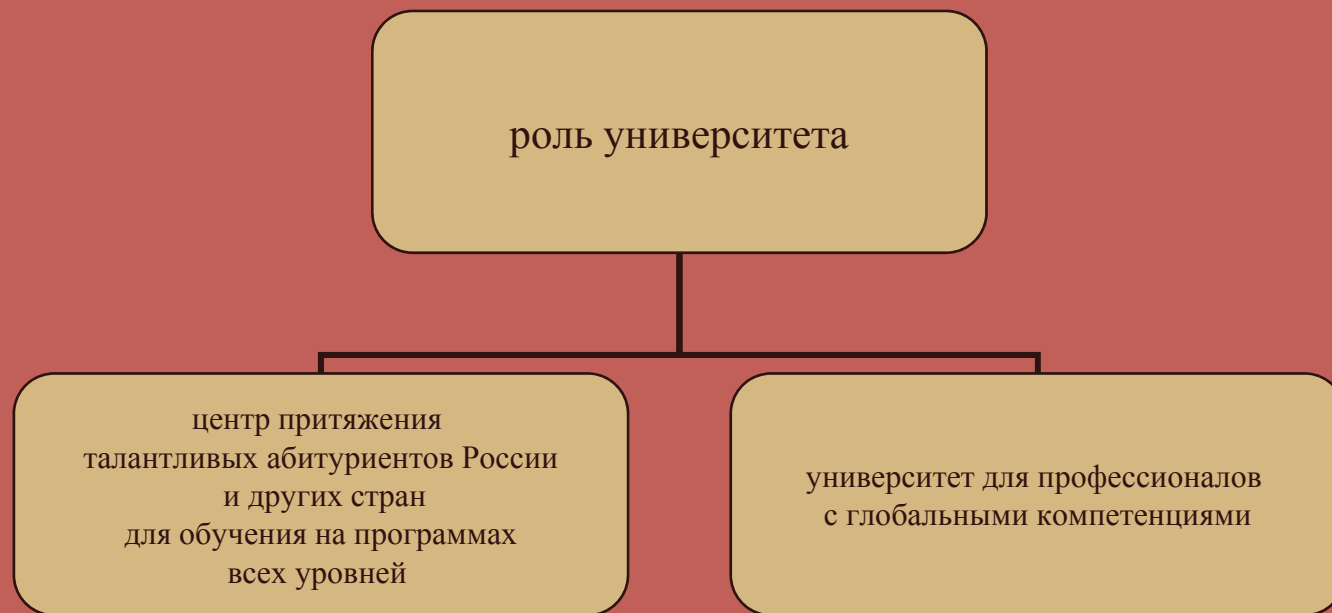 роль университета
центр притяжения
талантливых абитуриентов России
и других стран
для обучения на программах
всех уровней
университет для профессионалов
с глобальными компетенциями